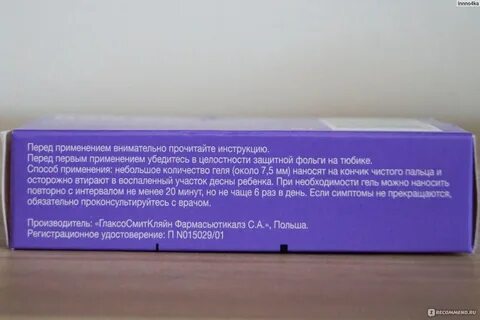 Innno4ka
Перед применением внимательно прочитайте инструкцию.
Перед первым применением убедитесь в целостности защитной фольги на тюбике.
Способ применения: небольшое количество геля (около 7,5 мм) наносят на кончик чистого пальца и
осторожно втирают в воспаленный участок десны ребенка. При необходимости гель можно наносить
повторно с интервалом не менее 20 минут, но не чаще 6 раз в день. Если симптомы не прекращаются,
обязательно проконсультируйтесь с врачом.
Производитель: «ГлаксоСмитКляйн Фармасьютикалз С.А.», Польша.
Регистрационное удостоверение: П N015029/01
RECOMMEND.RU